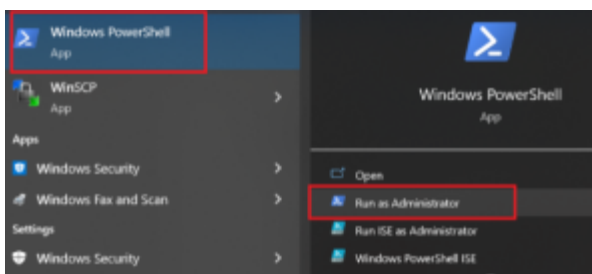 Windows PowerShell
App
WinSCP
App
Apps
Windows Security
Windows Fax and Scan
Settings
Windows Security
Windows PowerShell
App
Open
Run as Administrator
Run ISE as Administrator
Windows PowerShell ISE